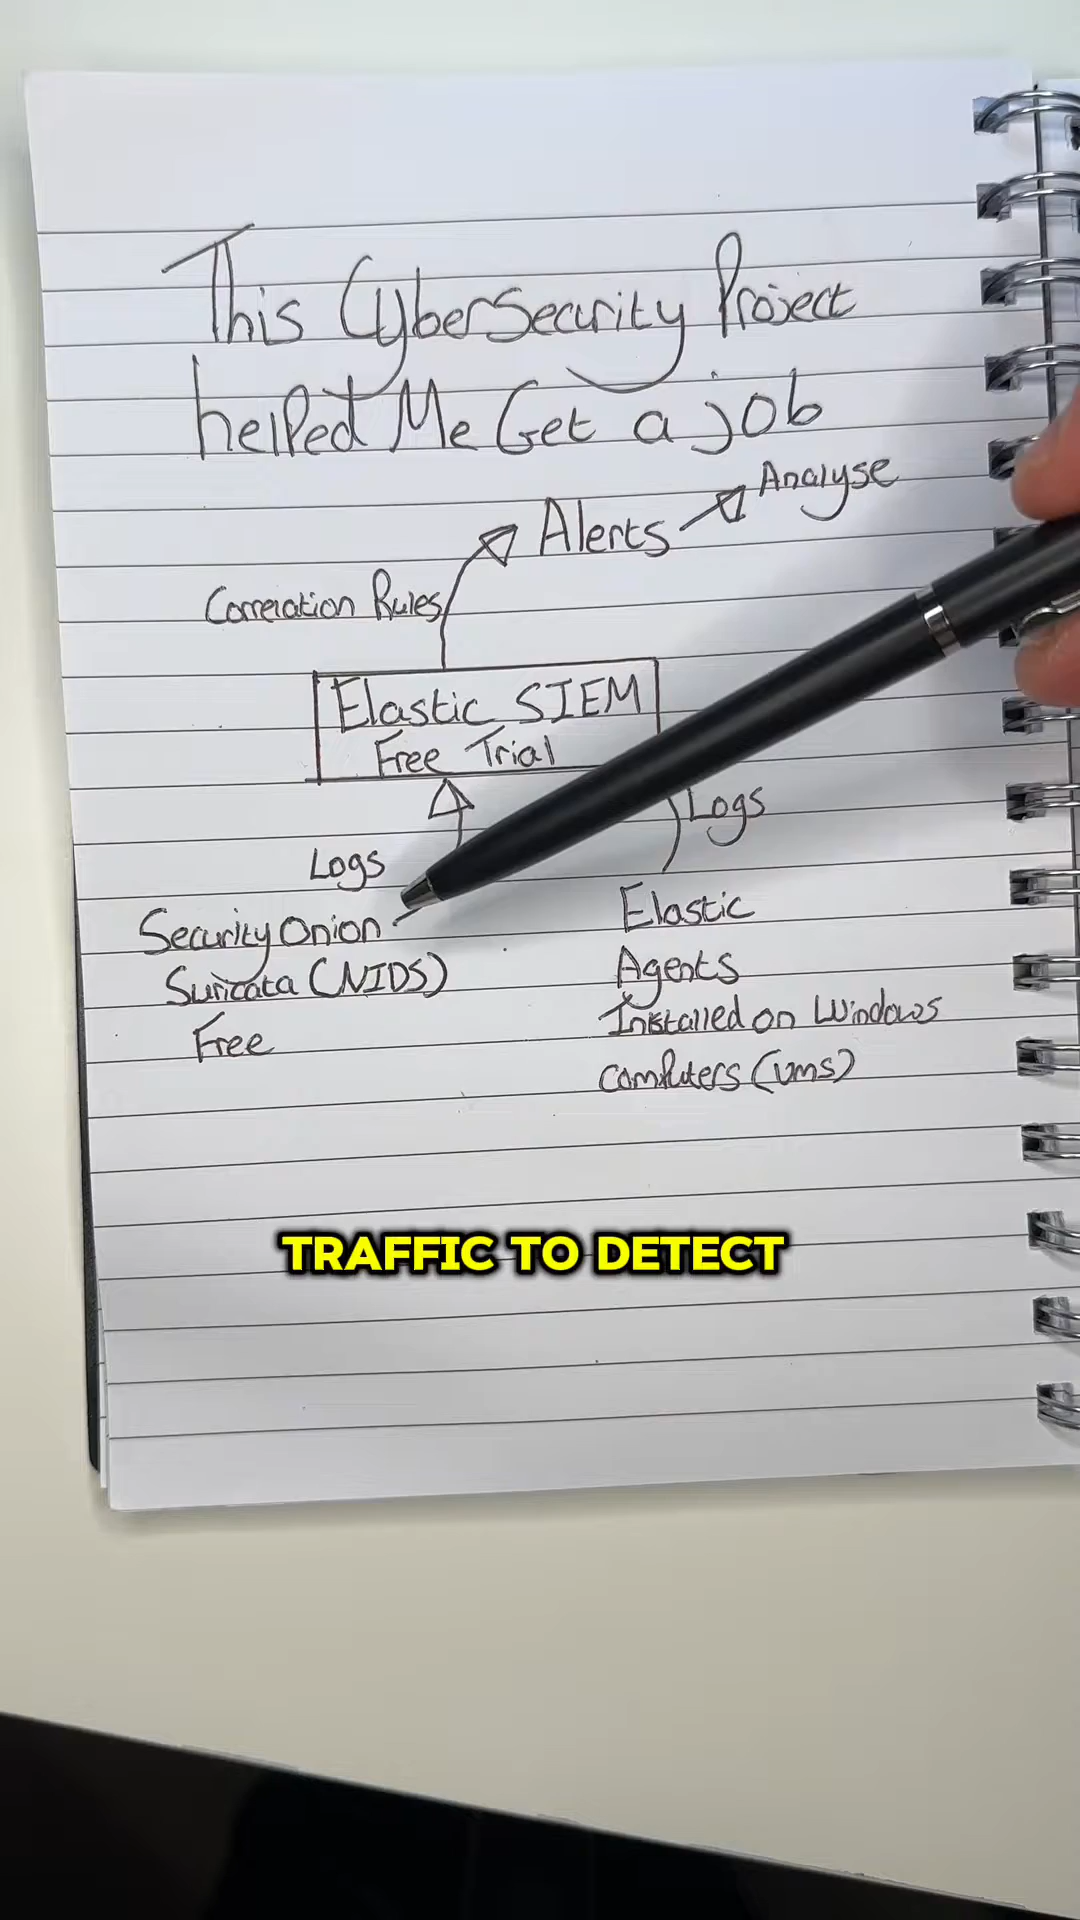 This CyberSecurity Project
helped Me Get a job
Analyse
Alerts
Correlation Rules
Elastic SIEM
Free Trial
Logs
Logs
Security Onion
Suricata (NIDS)
Free
Elastic
Agents
Installed on Windows
Computers (VMs)
TRAFFIC TO DETECT